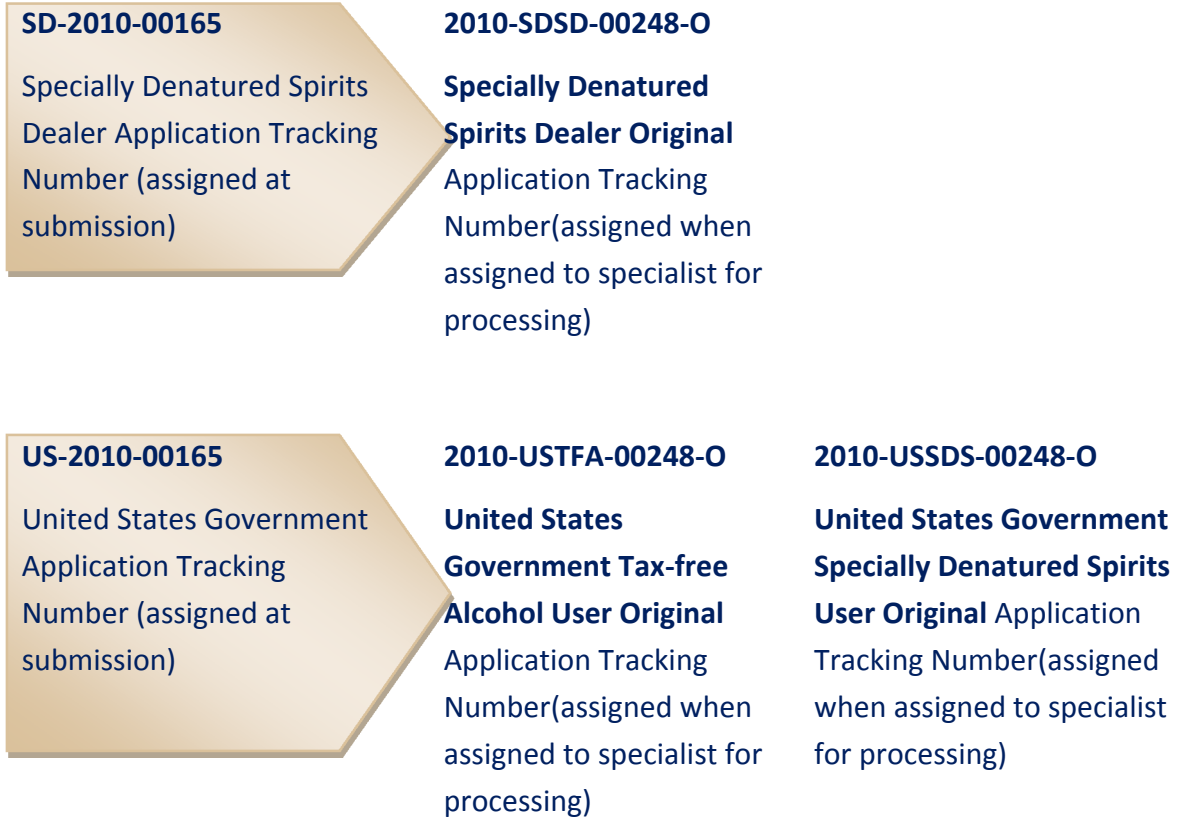 SD-2010-00165
Specially Denatured Spirits
Dealer Application Tracking
Number (assigned at
submission)
2010-SDSD-00248-O
Specially Denatured
Spirits Dealer Original
Application Tracking
Number(assigned when
assigned to specialist for
processing)
US-2010-00165
United States Government
Application Tracking
Number (assigned at
submission)
2010-USTFA-00248-O
United States
Government Tax-free
Alcohol User Original
Application Tracking
Number(assigned when
assigned to specialist for
processing)
2010-USSDS-00248-O
United States Government
Specially Denatured Spirits
User Original Application
Tracking Number(assigned
when assigned to specialist
for processing)